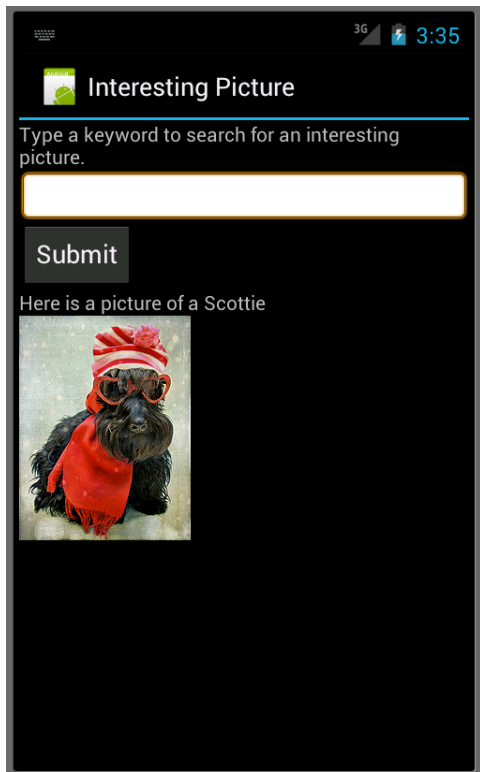 3G 3:35
Android
Interesting Picture
Type a keyword to search for an interesting
picture.
Submit
Here is a picture of a Scottie